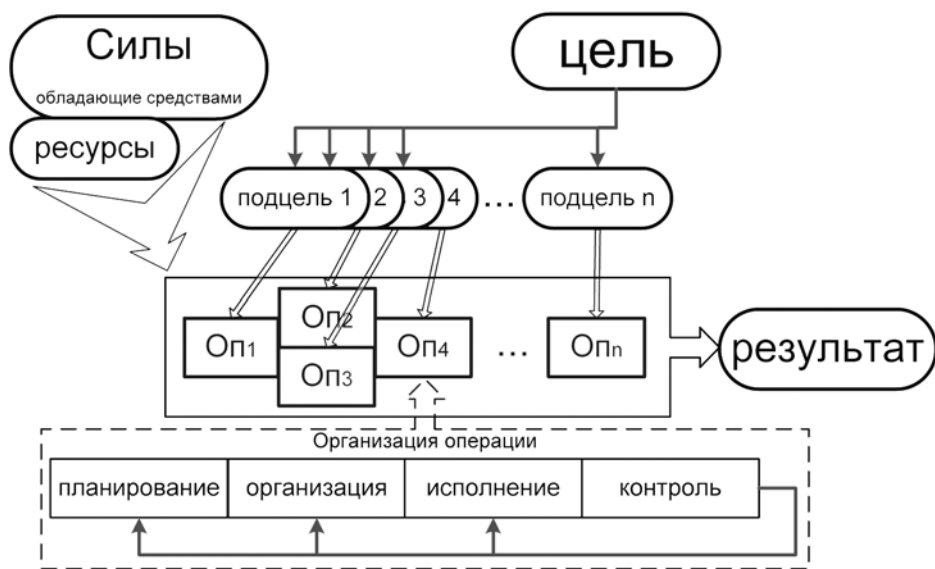 Силы
обладающие средствами
ресурсы
цель
подцель 1 2 3 4 ... подцель n
Оп1 Оп2 Оп4 ... Опn
Оп3
результат
Организация операции
планирование организация исполнение контроль